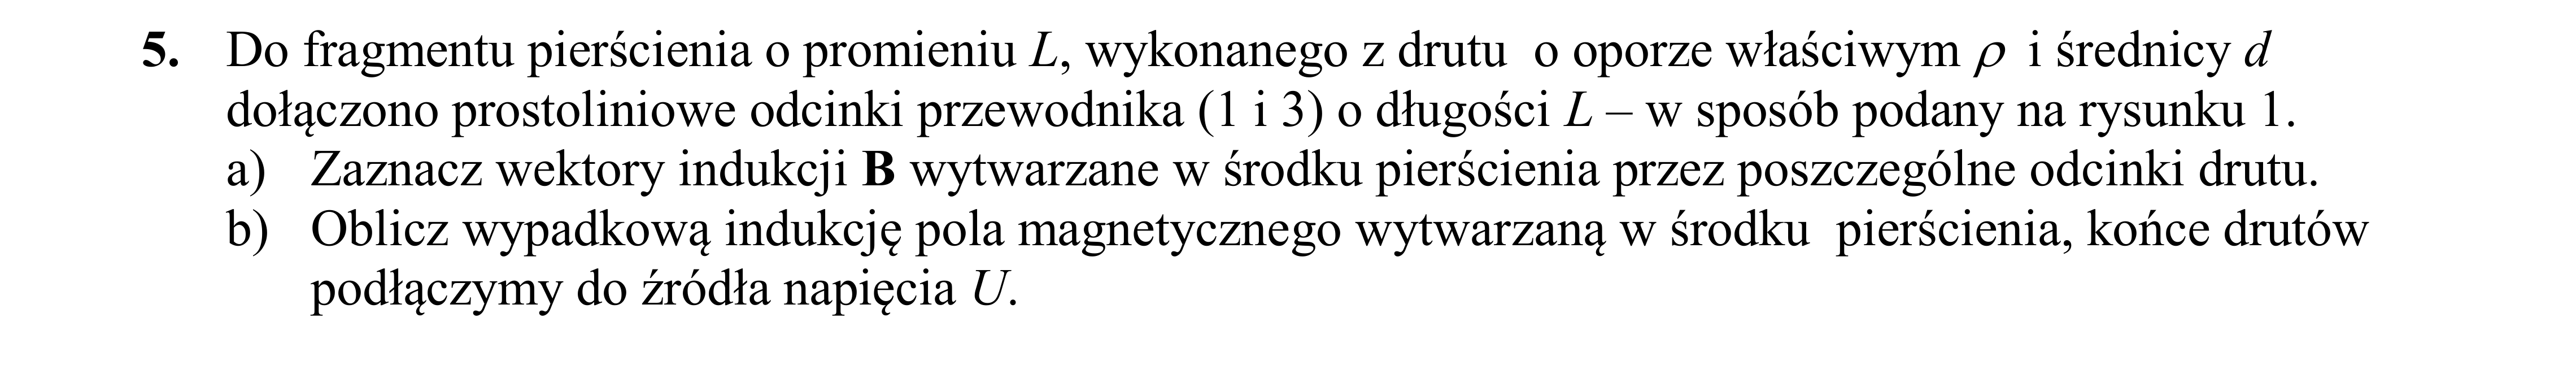 5. Do fragmentu pierścienia o promieniu L, wykonanego z drutu o oporze właściwym ρ i średnicy d
dołączono prostoliniowe odcinki przewodnika (1 i 3) o długości L – w sposób podany na rysunku 1.
a) Zaznacz wektory indukcji B wytwarzane w środku pierścienia przez poszczególne odcinki drutu.
b) Oblicz wypadkową indukcję pola magnetycznego wytwarzaną w środku pierścienia, końce drutów
podłączymy do źródła napięcia U.